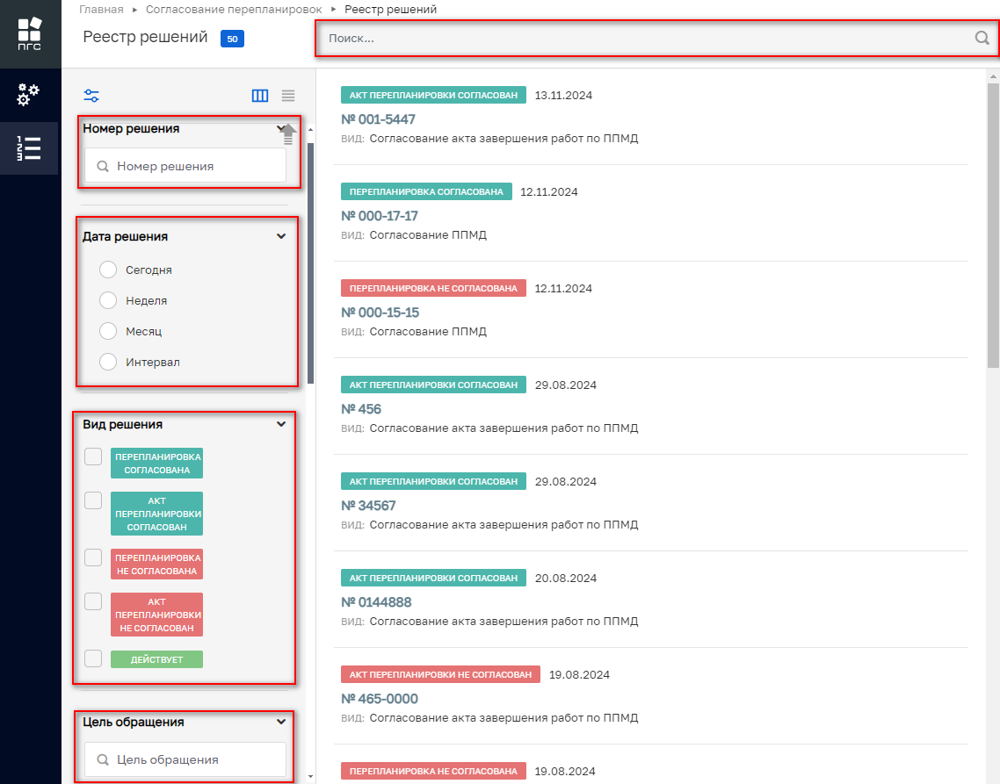 Главная ▸ Согласование перепланировок ▸ Реестр решений
ПГС
Реестр решений 50
Поиск...
Номер решения
Номер решения
Дата решения
Сегодня
Неделя
Месяц
Интервал
Вид решения
ПЕРЕПЛАНИРОВКА
СОГЛАСОВАНА
АКТ
ПЕРЕПЛАНИРОВКИ
СОГЛАСОВАН
ПЕРЕПЛАНИРОВКА
НЕ СОГЛАСОВАНА
АКТ
ПЕРЕПЛАНИРОВКИ
НЕ СОГЛАСОВАН
ДЕЙСТВУЕТ
Цель обращения
Цель обращения
АКТ ПЕРЕПЛАНИРОВКИ СОГЛАСОВАН 13.11.2024
№ 001-5447
ВИД: Согласование акта завершения работ по ППМД
ПЕРЕПЛАНИРОВКА СОГЛАСОВАНА 12.11.2024
№ 000-17-17
ВИД: Согласование ППМД
ПЕРЕПЛАНИРОВКА НЕ СОГЛАСОВАНА 12.11.2024
№ 000-15-15
ВИД: Согласование ППМД
АКТ ПЕРЕПЛАНИРОВКИ СОГЛАСОВАН 29.08.2024
№ 456
ВИД: Согласование акта завершения работ по ППМД
АКТ ПЕРЕПЛАНИРОВКИ СОГЛАСОВАН 29.08.2024
№ 34567
ВИД: Согласование акта завершения работ по ППМД
АКТ ПЕРЕПЛАНИРОВКИ СОГЛАСОВАН 20.08.2024
№ 0144888
ВИД: Согласование акта завершения работ по ППМД
АКТ ПЕРЕПЛАНИРОВКИ НЕ СОГЛАСОВАН 19.08.2024
№ 465-0000
ВИД: Согласование акта завершения работ по ППМД
ПЕРЕПЛАНИРОВКА НЕ СОГЛАСОВАНА 19.08.2024